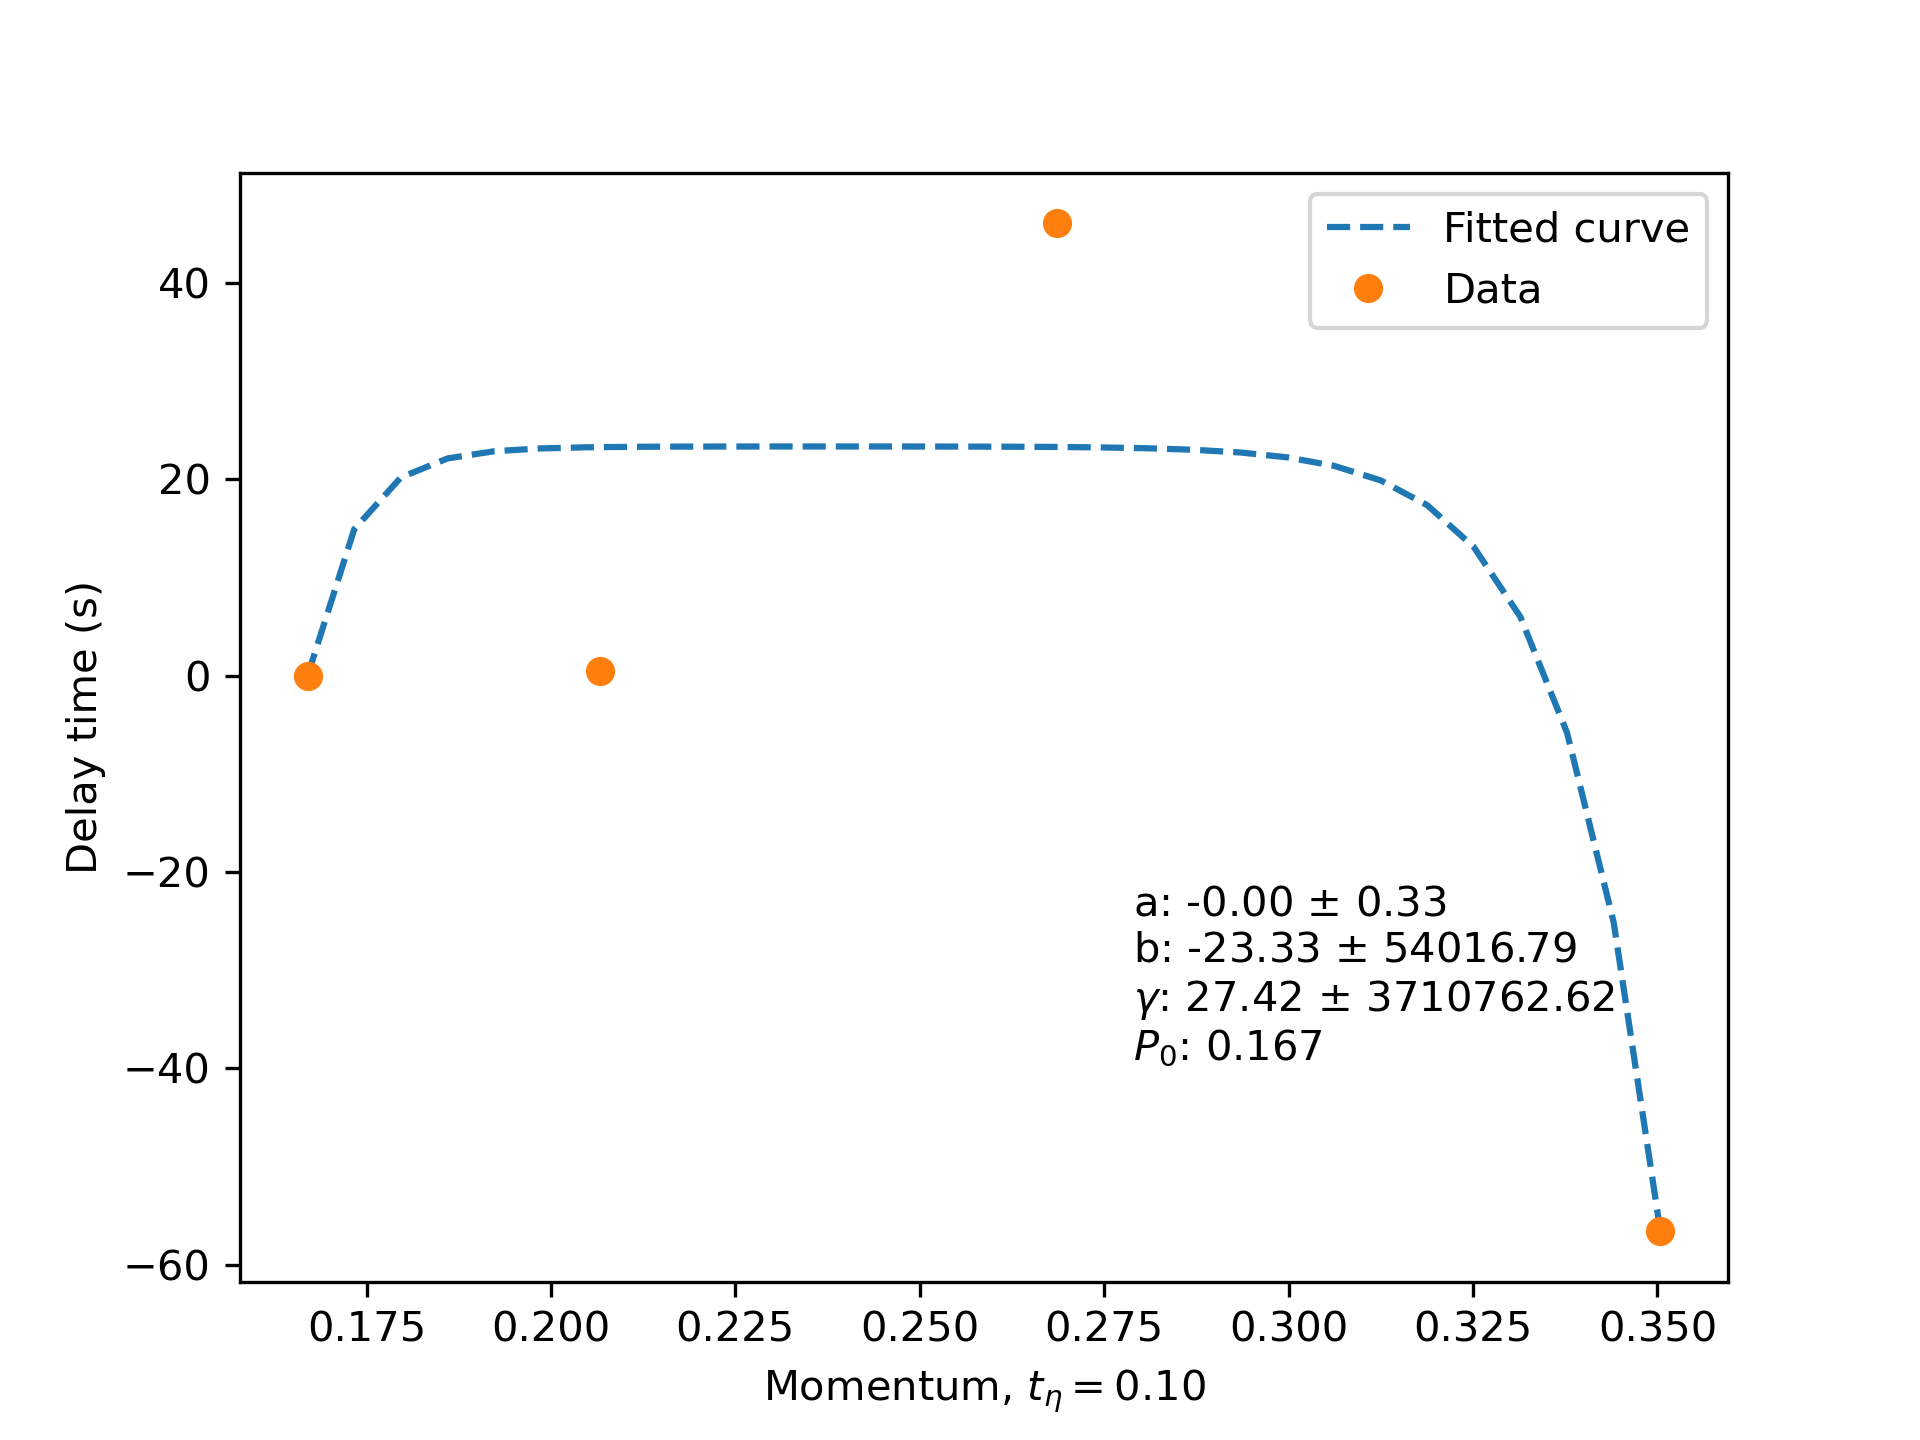 Fitted curve
Data
40
20
0
−20
−40
−60
Delay time (s)
a: -0.00 ± 0.33
b: -23.33 ± 54016.79
γ: 27.42 ± 3710762.62
P₀: 0.167
0.175 0.200 0.225 0.250 0.275 0.300 0.325 0.350
Momentum, tη = 0.10